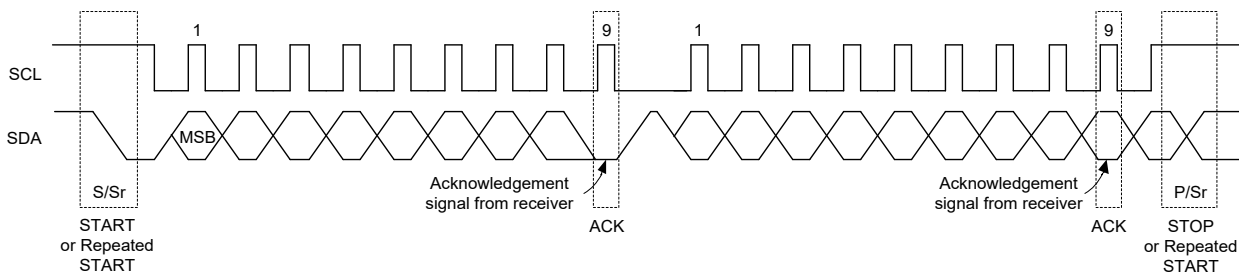 1
9
1
9
SCL
SDA
MSB
S/Sr
Acknowledgement
signal from receiver
Acknowledgement
signal from receiver
P/Sr
START
or Repeated
START
ACK
ACK
STOP
or Repeated
START